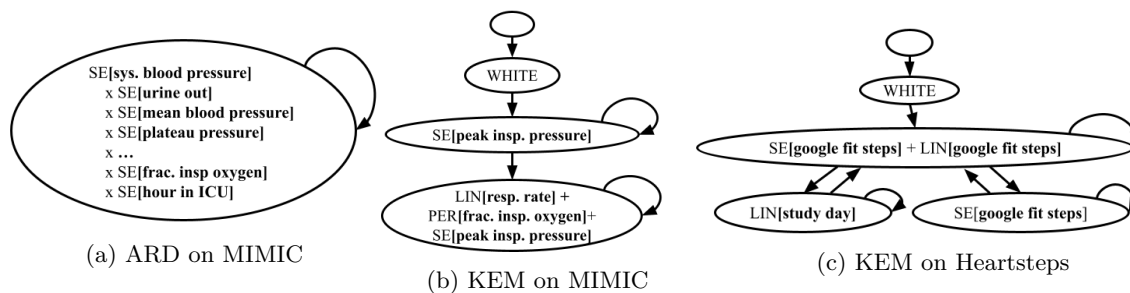 SE[sys. blood pressure]
x SE[urine out]
x SE[mean blood pressure]
x SE[plateau pressure]
x ...
x SE[frac. insp oxygen]
x SE[hour in ICU]
(a) ARD on MIMIC
WHITE
SE[peak insp. pressure]
LIN[resp. rate] +
PER[frac. insp. oxygen]+
SE[peak insp. pressure]
(b) KEM on MIMIC
WHITE
SE[google fit steps] + LIN[google fit steps]
LIN[study day]
SE[google fit steps]
(c) KEM on Heartsteps